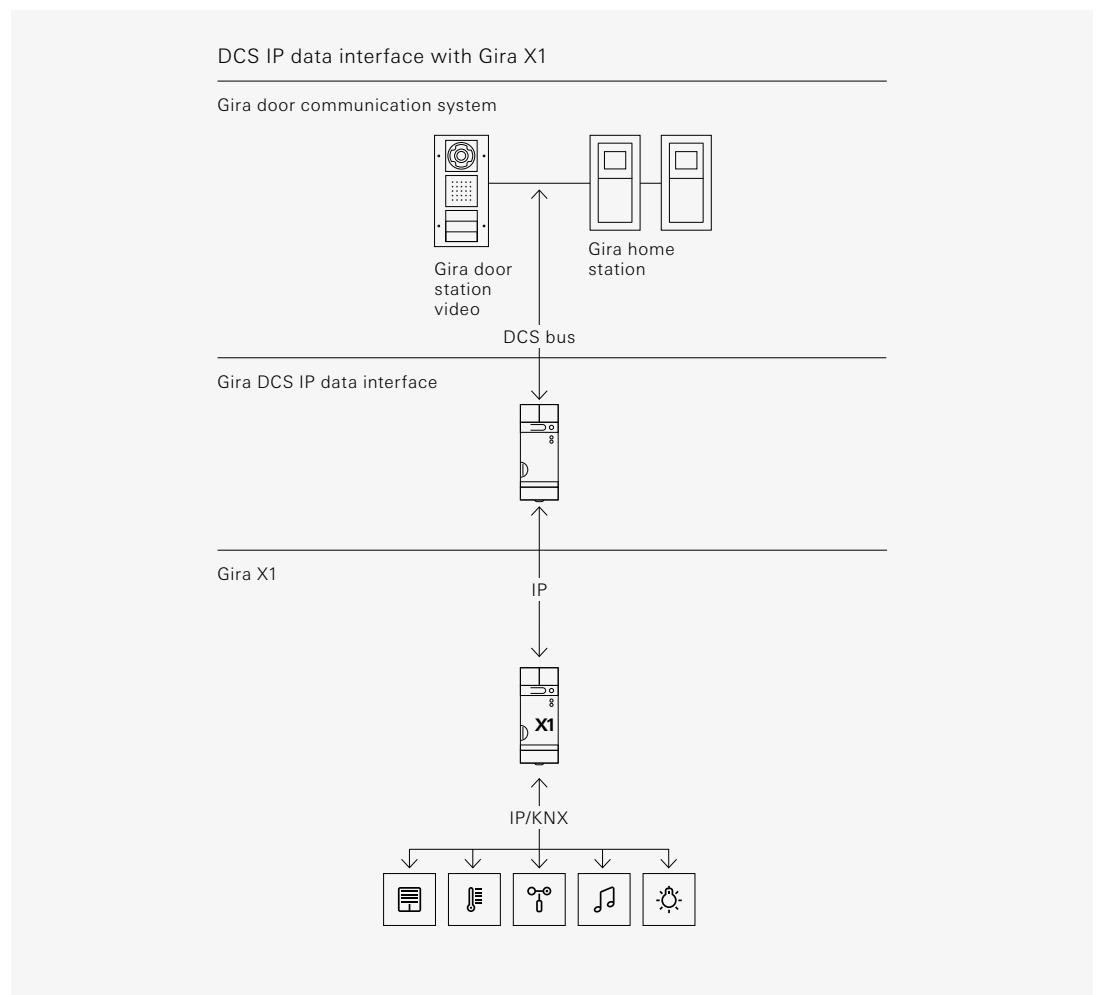 DCS IP data interface with Gira X1
Gira door communication system
Gira door
station
video
Gira home
station
DCS bus
Gira DCS IP data interface
Gira X1
IP
X1
IP/KNX